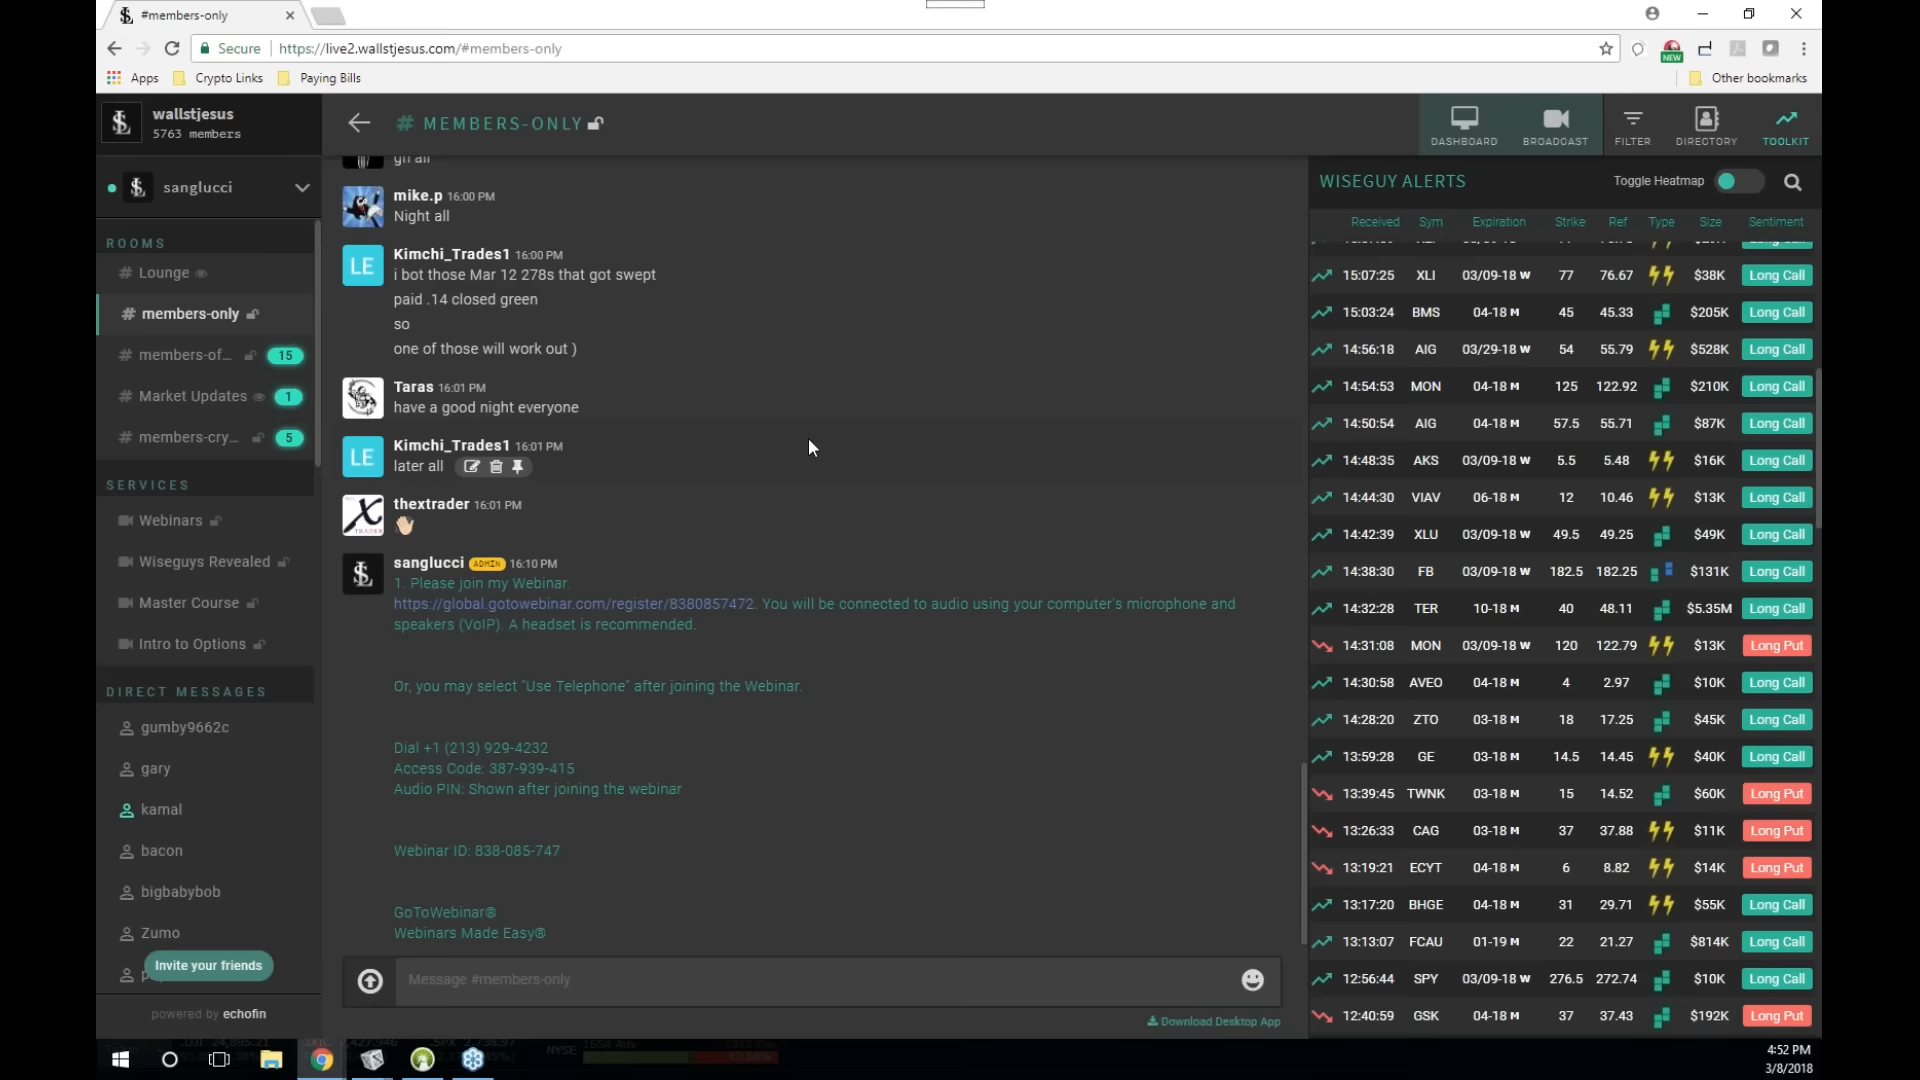 #members-only
Secure
https://live2.wallstjesus.com/#members-only
NEW
Apps
Crypto Links
Paying Bills
Other bookmarks
wallstjesus
5763 members
# MEMBERS-ONLY
DASHBOARD
BROADCAST
FILTER
DIRECTORY
TOOLKIT
sanglucci
ROOMS
# Lounge
# members-only
# members-of... 15
# Market Updates 1
# members-cry... 5
SERVICES
Webinars
Wiseguys Revealed
Master Course
Intro to Options
DIRECT MESSAGES
gumby9662c
gary
kamal
bacon
bigbabybob
Zumo
Invite your friends
powered by echofin
gn all
mike.p 16:00 PM
Night all
LE
Kimchi_Trades1 16:00 PM
i bot those Mar 12 278s that got swept
paid .14 closed green
so
one of those will work out )
Taras 16:01 PM
have a good night everyone
LE
Kimchi_Trades1 16:01 PM
later all
thextrader 16:01 PM
sanglucci ADMIN 16:10 PM
1. Please join my Webinar.
https://global.gotowebinar.com/register/8380857472. You will be connected to audio using your computer's microphone and
speakers (VoIP). A headset is recommended.
Or, you may select "Use Telephone" after joining the Webinar.
Dial +1 (213) 929-4232
Access Code: 387-939-415
Audio PIN: Shown after joining the webinar
Webinar ID: 838-085-747
GoToWebinar®
Webinars Made Easy®
Message #members-only
Download Desktop App
WISEGUY ALERTS
Toggle Heatmap
Received Sym Expiration Strike Ref Type Size Sentiment
15:07:25 XLI 03/09-18 W 77 76.67 $38K Long Call
15:03:24 BMS 04-18 M 45 45.33 $205K Long Call
14:56:18 AIG 03/29-18 W 54 55.79 $528K Long Call
14:54:53 MON 04-18 M 125 122.92 $210K Long Call
14:50:54 AIG 04-18 M 57.5 55.71 $87K Long Call
14:48:35 AKS 03/09-18 W 5.5 5.48 $16K Long Call
14:44:30 VIAV 06-18 M 12 10.46 $13K Long Call
14:42:39 XLU 03/09-18 W 49.5 49.25 $49K Long Call
14:38:30 FB 03/09-18 W 182.5 182.25 $131K Long Call
14:32:28 TER 10-18 M 40 48.11 $5.35M Long Call
14:31:08 MON 03/09-18 W 120 122.79 $13K Long Put
14:30:58 AVEO 04-18 M 4 2.97 $10K Long Call
14:28:20 ZTO 03-18 M 18 17.25 $45K Long Call
13:59:28 GE 03-18 M 14.5 14.45 $40K Long Call
13:39:45 TWNK 03-18 M 15 14.52 $60K Long Put
13:26:33 CAG 03-18 M 37 37.88 $11K Long Put
13:19:21 ECYT 04-18 M 6 8.82 $14K Long Put
13:17:20 BHGE 04-18 M 31 29.71 $55K Long Call
13:13:07 FCAU 01-19 M 22 21.27 $814K Long Call
12:56:44 SPY 03/09-18 W 276.5 272.74 $10K Long Call
12:40:59 GSK 04-18 M 37 37.43 $192K Long Put
NYSE
4:52 PM
3/8/2018